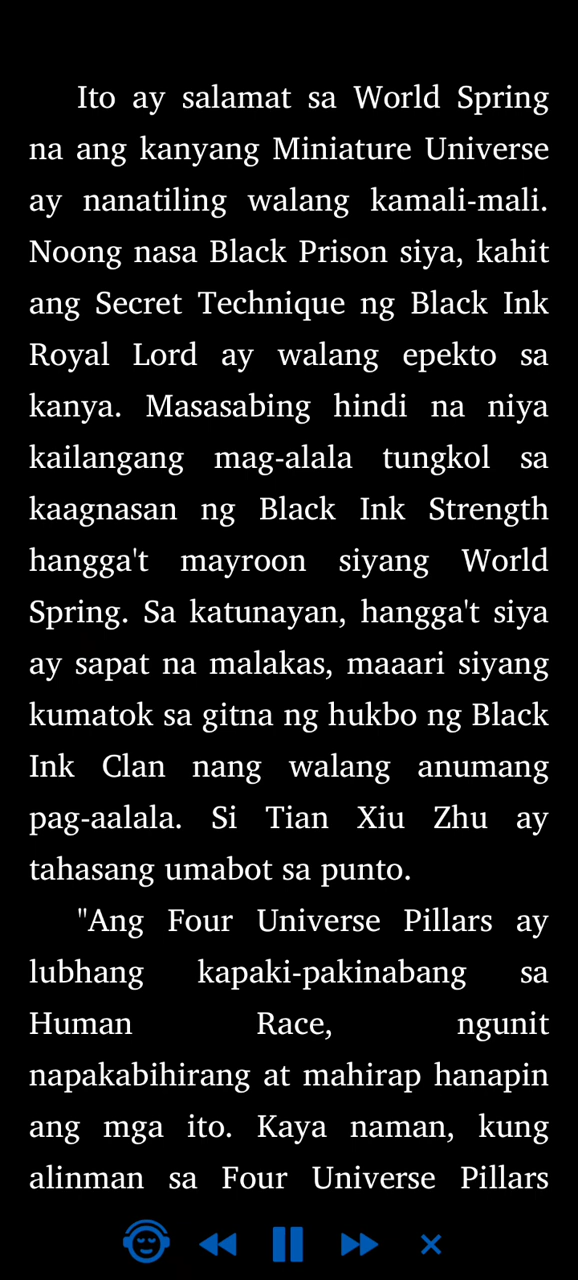 Ito ay salamat sa World Spring
na ang kanyang Miniature Universe
ay nanatiling walang kamali-mali.
Noong nasa Black Prison siya, kahit
ang Secret Technique ng Black Ink
Royal Lord ay walang epekto sa
kanya. Masasabing hindi na niya
kailangang mag-alala tungkol sa
kaagnasan ng Black Ink Strength
hangga't mayroon siyang World
Spring. Sa katunayan, hangga't siya
ay sapat na malakas, maaari siyang
kumatok sa gitna ng hukbo ng Black
Ink Clan nang walang anumang
pag-aalala. Si Tian Xiu Zhu ay
tahasang umabot sa punto.
"Ang Four Universe Pillars ay
lubhang kapaki-pakinabang sa
Human Race, ngunit
napakabihirang at mahirap hanapin
ang mga ito. Kaya naman, kung
alinman sa Four Universe Pillars